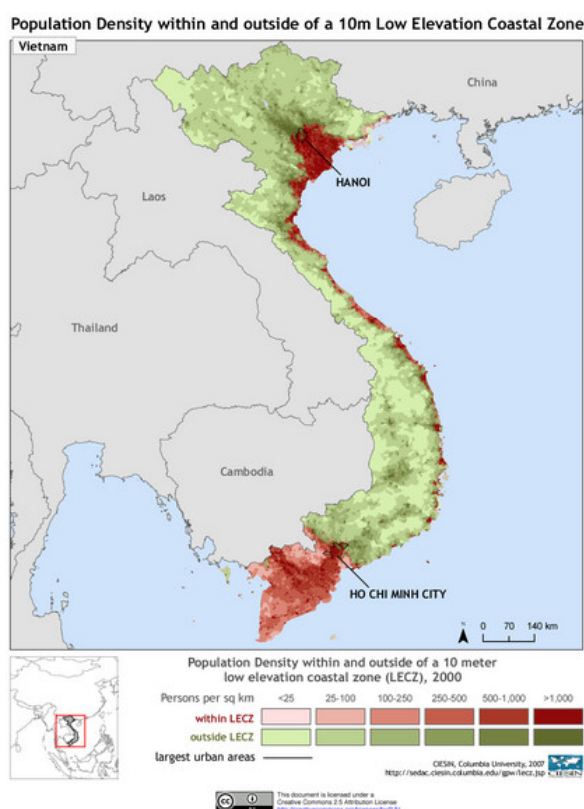 Population Density within and outside of a 10m Low Elevation Coastal Zone
Vietnam
China
HANOI
Laos
Thailand
Cambodia
HO CHI MINH CITY
N
0 70 140 km
Population Density within and outside of a 10 meter
low elevation coastal zone (LECZ), 2000
Persons per sq km <25 25-100 100-250 250-500 500-1,000 >1,000
within LECZ
outside LECZ
largest urban areas
CIESIN, Columbia University, 2007
http://sedac.ciesin.columbia.edu/gpw/lecz.jsp
CIESIN
cc
This document is licensed under a
Creative Commons 2.5 Attribution License